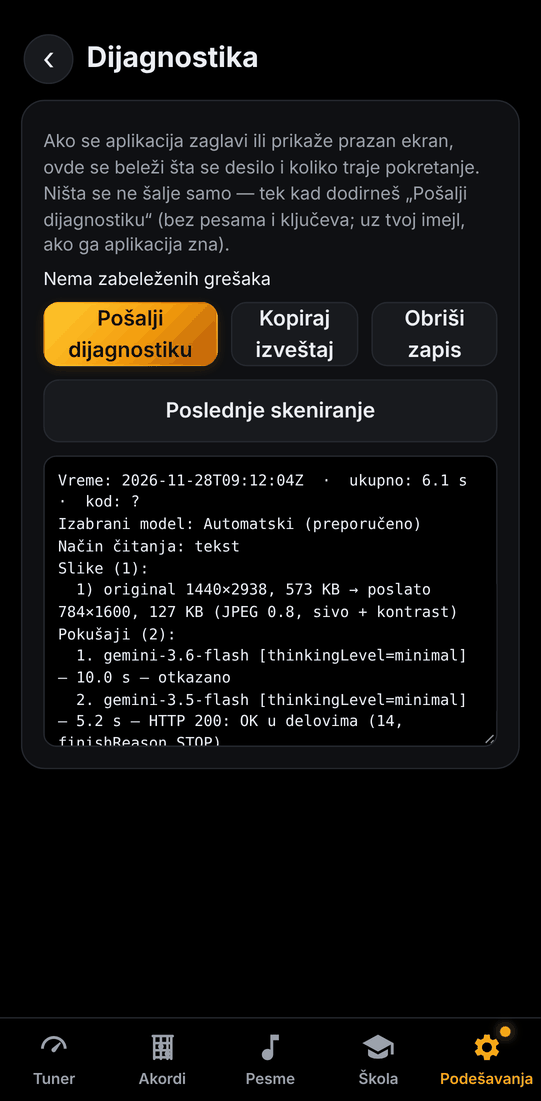 ‹ Dijagnostika
Ako se aplikacija zaglavi ili prikaže prazan ekran,
ovde se beleži šta se desilo i koliko traje pokretanje.
Ništa se ne šalje samo — tek kad dodirneš „Pošalji
dijagnostiku“ (bez pesama i ključeva; uz tvoj imejl,
ako ga aplikacija zna).
Nema zabeleženih grešaka
Pošalji
dijagnostiku
Kopiraj
izveštaj
Obriši
zapis
Poslednje skeniranje
Vreme: 2026-11-28T09:12:04Z  ·  ukupno: 6.1 s
·  kod: ?
Izabrani model: Automatski (preporučeno)
Način čitanja: tekst
Slike (1):
1) original 1440×2938, 573 KB → poslato
784×1600, 127 KB (JPEG 0.8, sivo + kontrast)
Pokušaji (2):
1. gemini-3.6-flash [thinkingLevel=minimal]
— 10.0 s — otkazano
2. gemini-3.5-flash [thinkingLevel=minimal]
— 5.2 s — HTTP 200: OK u delovima (14,
finishReason STOP)
Tuner
Akordi
Pesme
Škola
Podešavanja